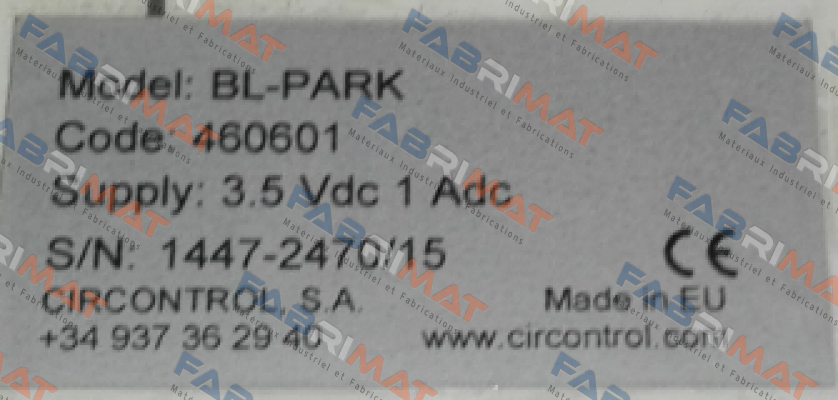 Model: BL-PARK
Code: 460601
Supply: 3.5 Vdc 1 Adc
S/N: 1447-2470/15
CE
CIRCONTROL, S.A. Made in EU
+34 937 36 29 40 www.circontrol.com
FABRIMAT
Materiaux Industriel et Fabrications